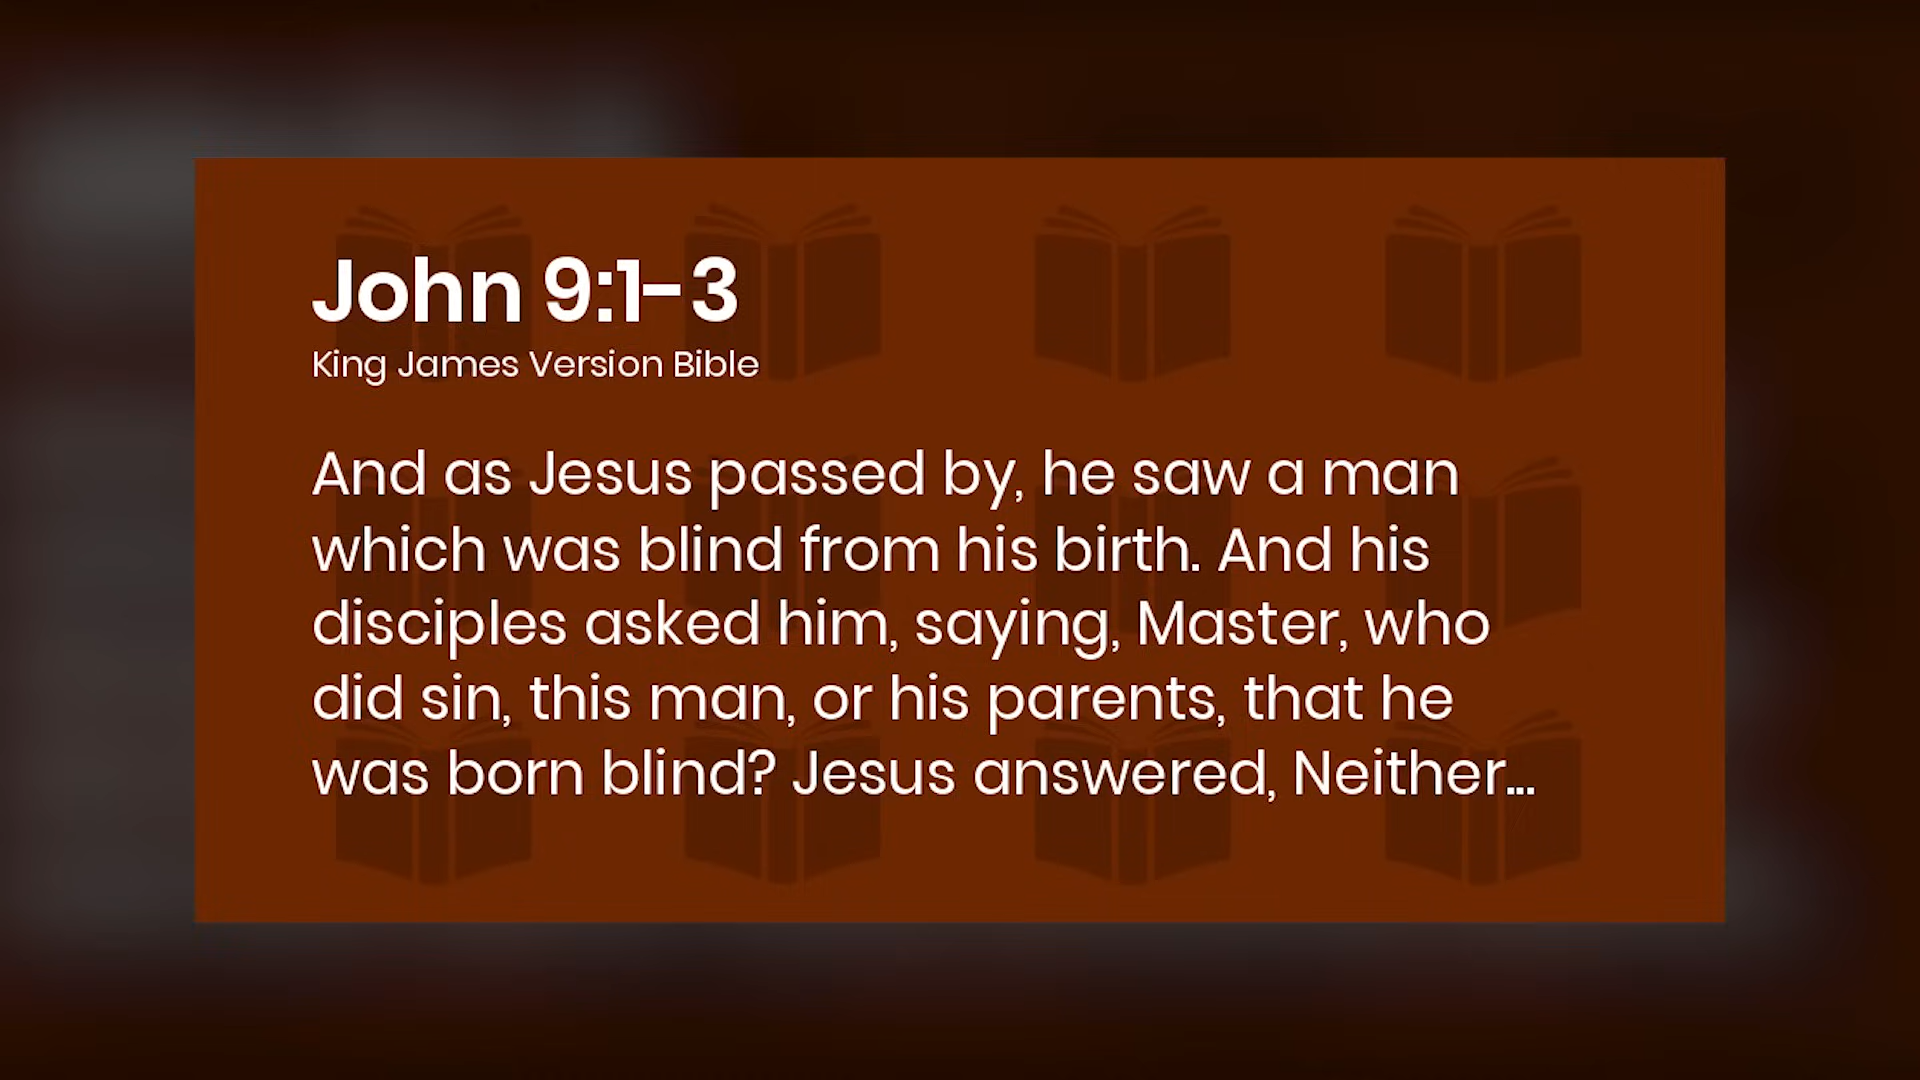 John 9:1-3
King James Version Bible
And as Jesus passed by, he saw a man
which was blind from his birth. And his
disciples asked him, saying, Master, who
did sin, this man, or his parents, that he
was born blind? Jesus answered, Neither...